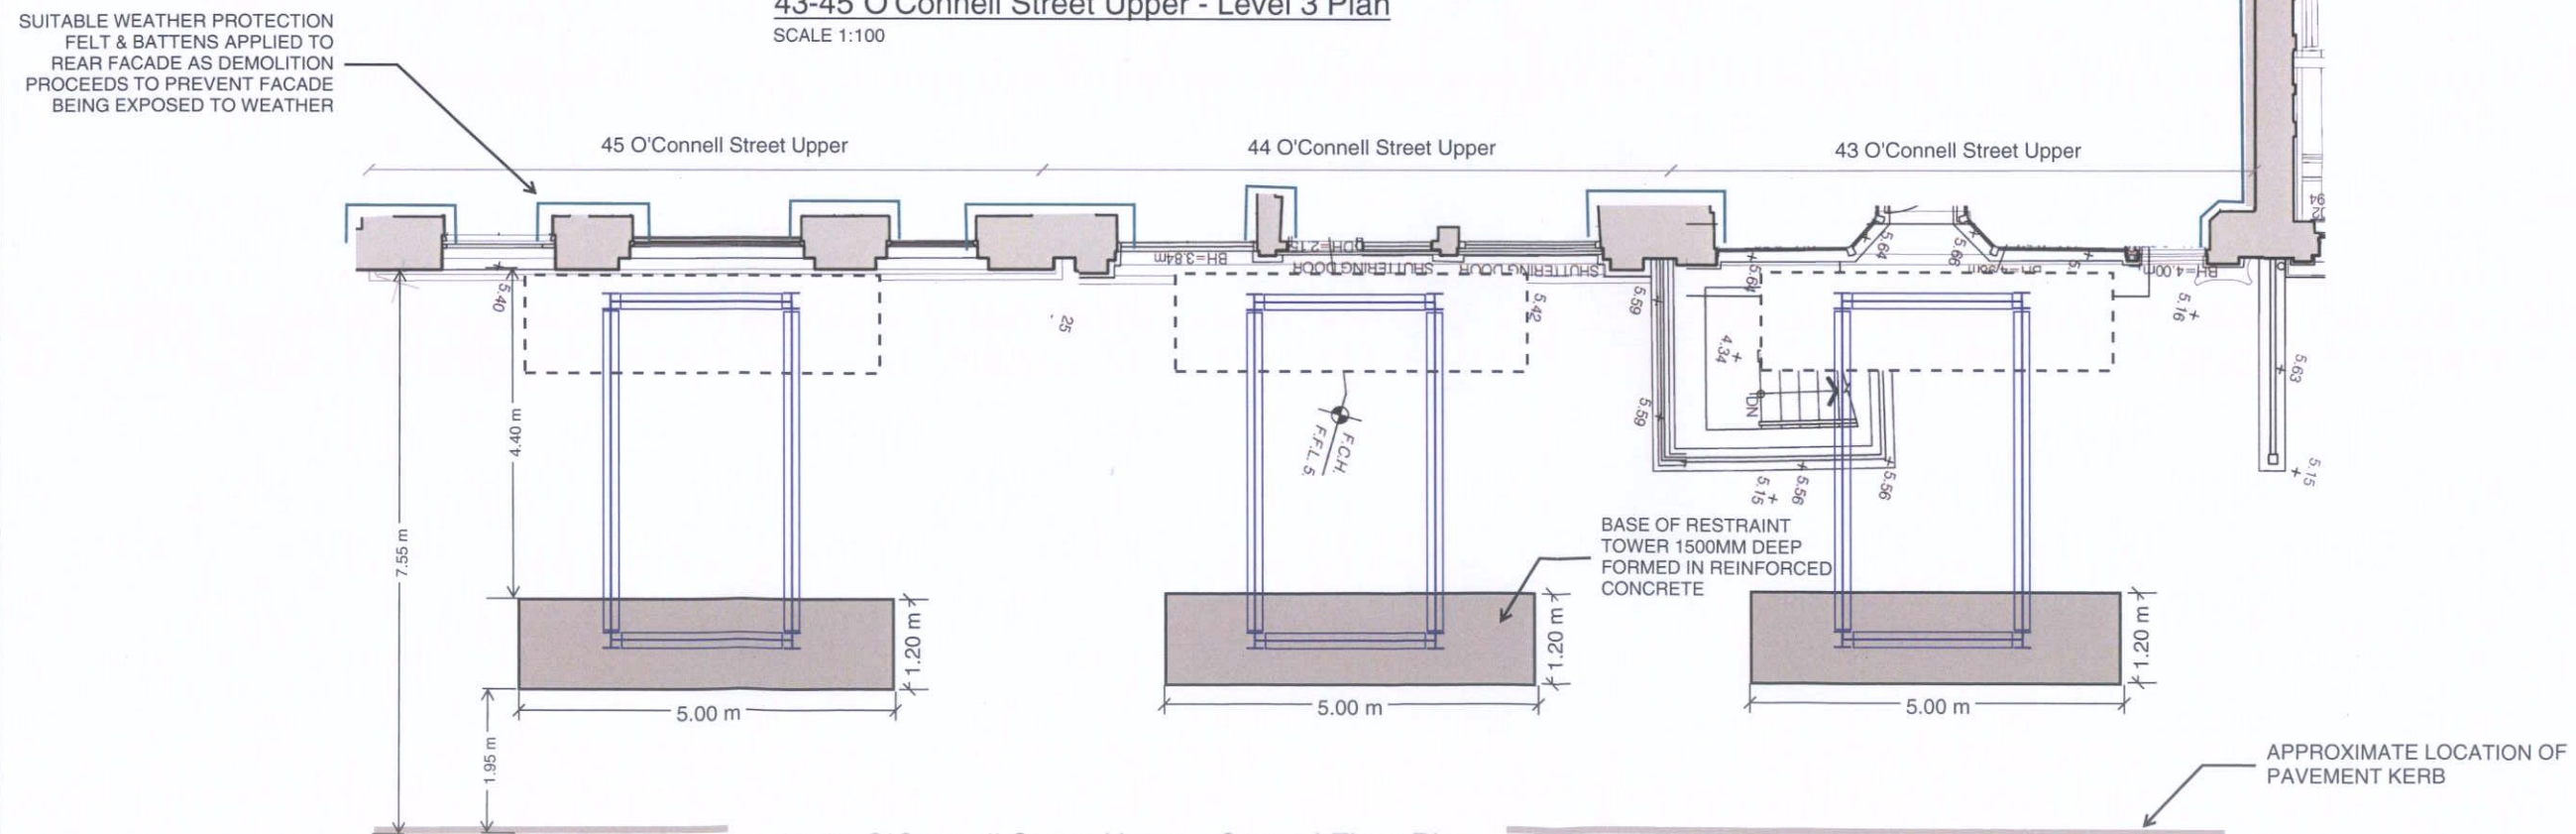 43-45 O'Connell Street Upper - Level 3 Plan
SCALE 1:100
SUITABLE WEATHER PROTECTION
FELT & BATTENS APPLIED TO
REAR FACADE AS DEMOLITION
PROCEEDS TO PREVENT FACADE
BEING EXPOSED TO WEATHER
45 O'Connell Street Upper
44 O'Connell Street Upper
43 O'Connell Street Upper
BH=3.84m
SHUTTERING DOOR
SHUTTERING DOOR
BH=4.00m
5.64
5.66
5.40
25
5.42
5.59
5.64
5.16
4.34
5.63
5.59
DN
F.C.H.
F.F.L. 5.
5.15
5.56
5.56
5.15
4.40 m
7.55 m
BASE OF RESTRAINT
TOWER 1500MM DEEP
FORMED IN REINFORCED
CONCRETE
1.20 m
1.20 m
1.20 m
5.00 m
5.00 m
5.00 m
1.95 m
APPROXIMATE LOCATION OF
PAVEMENT KERB